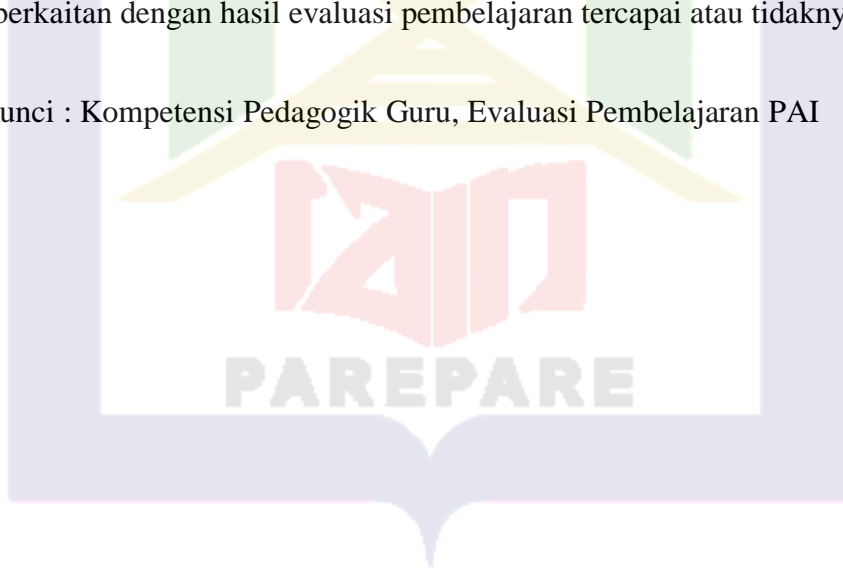 berkaitan dengan hasil evaluasi pembelajaran tercapai atau tidakny
unci : Kompetensi Pedagogik Guru, Evaluasi Pembelajaran PAI
PAREPARE